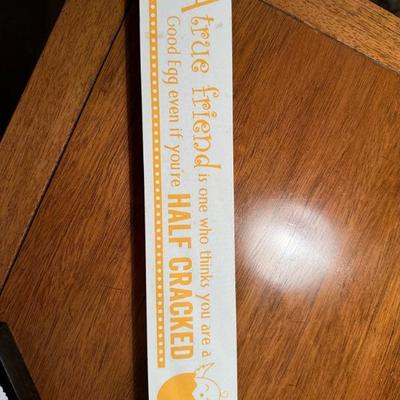 A true friend is one who thinks you are a
Good Egg even if you're HALF CRACKED